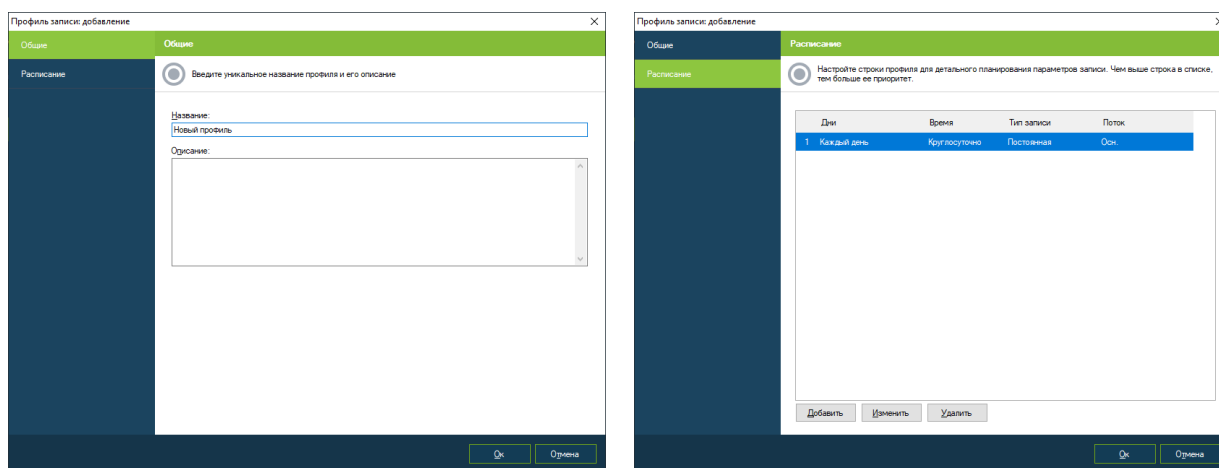 Профиль записи: добавление
Общие
Расписание
Общие
Введите уникальное название профиля и его описание
Название:
Новый профиль
Описание:
Ок
Отмена
Профиль записи: добавление
Общие
Расписание
Расписание
Настройте строки профиля для детального планирования параметров записи. Чем выше строка в списке,
тем больше ее приоритет.
Дни Время Тип записи Поток
1 Каждый день Круглосуточно Постоянная Осн.
Добавить Изменить Удалить
Ок
Отмена